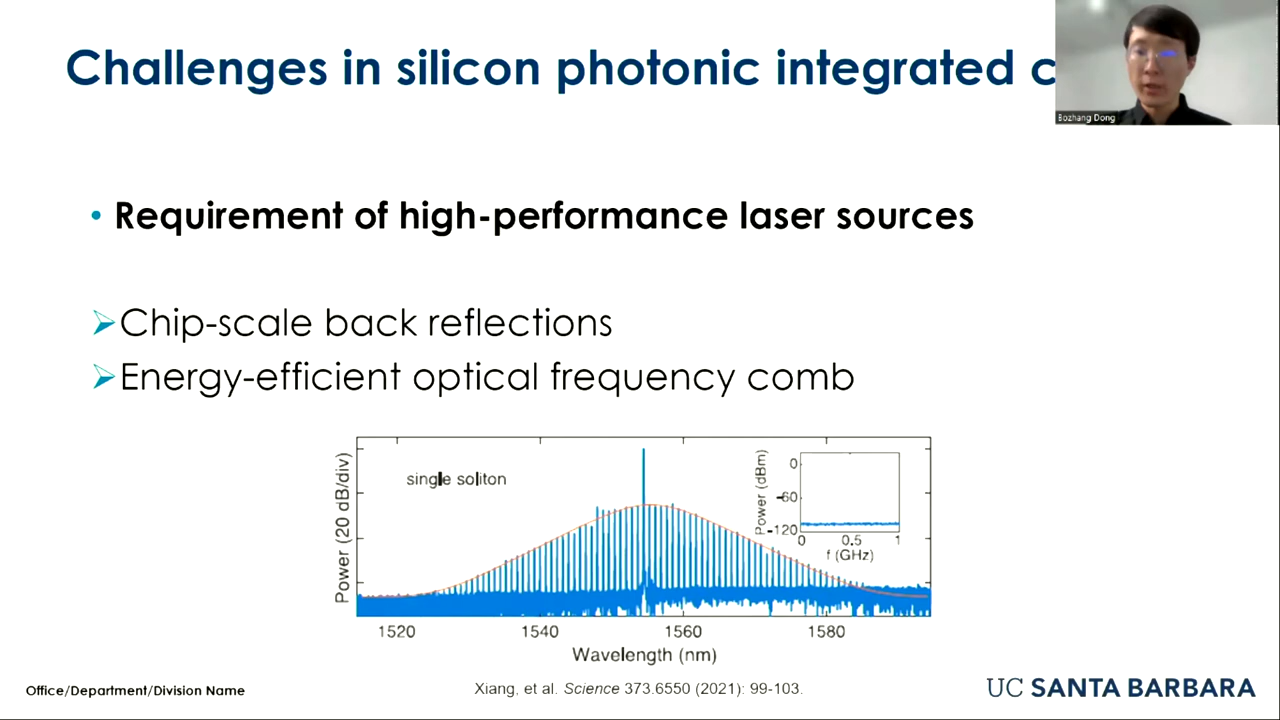 Challenges in silicon photonic integrated c
Bozhang Dong
• Requirement of high-performance laser sources
➢Chip-scale back reflections
➢Energy-efficient optical frequency comb
single soliton
Power (20 dB/div)
1520
1540
1560
1580
Wavelength (nm)
Power (dBm)
0
-60
-120
0
0.5
1
f (GHz)
Office/Department/Division Name
Xiang, et al. Science 373.6550 (2021): 99-103.
UC SANTA BARBARA